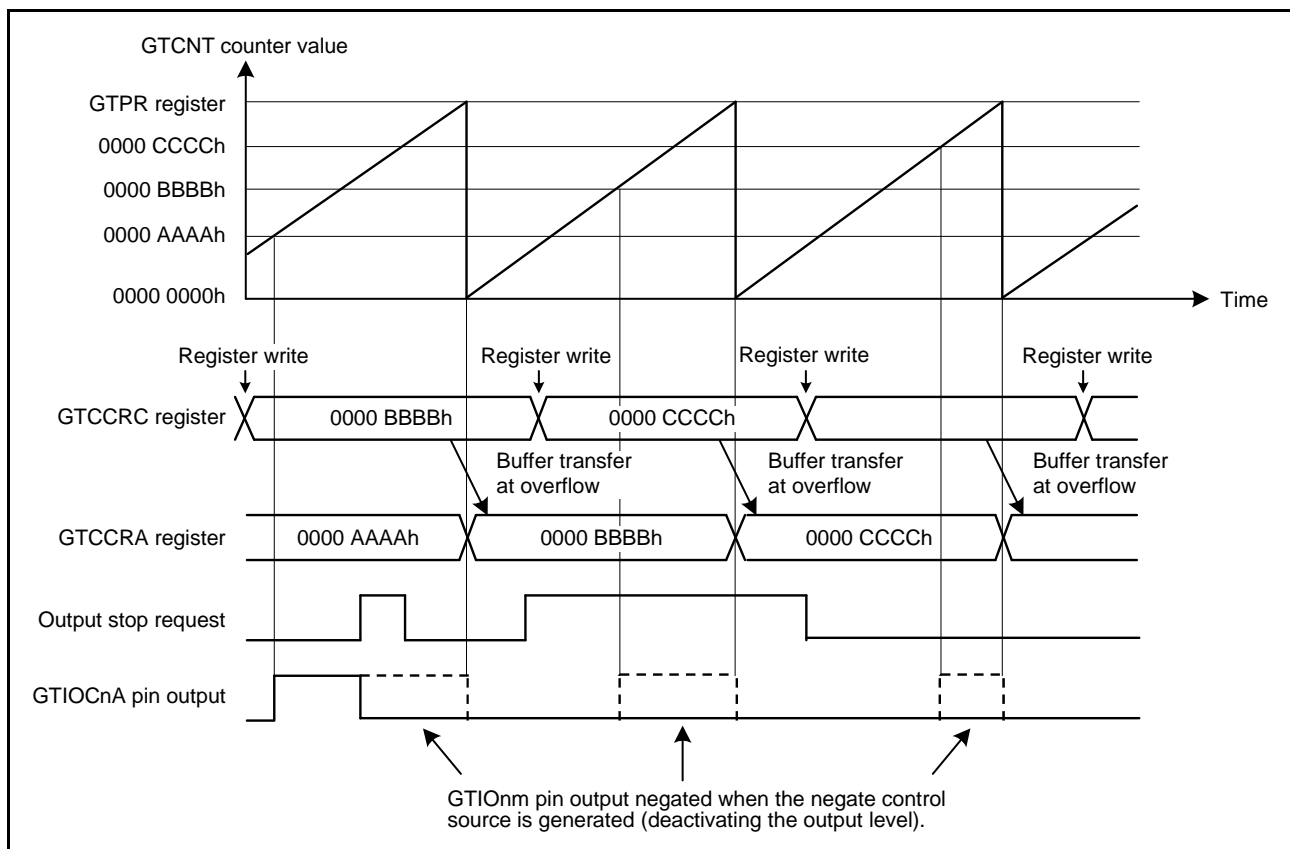 GTCNT counter value
GTPR register
0000 CCCCh
0000 BBBBh
0000 AAAAh
0000 0000h
Time
Register write
Register write
Register write
Register write
GTCCRC register
0000 BBBBh
0000 CCCCh
Buffer transfer
at overflow
Buffer transfer
at overflow
Buffer transfer
at overflow
GTCCRA register
0000 AAAAh
0000 BBBBh
0000 CCCCh
Output stop request
GTIOCnA pin output
GTIOnm pin output negated when the negate control
source is generated (deactivating the output level).